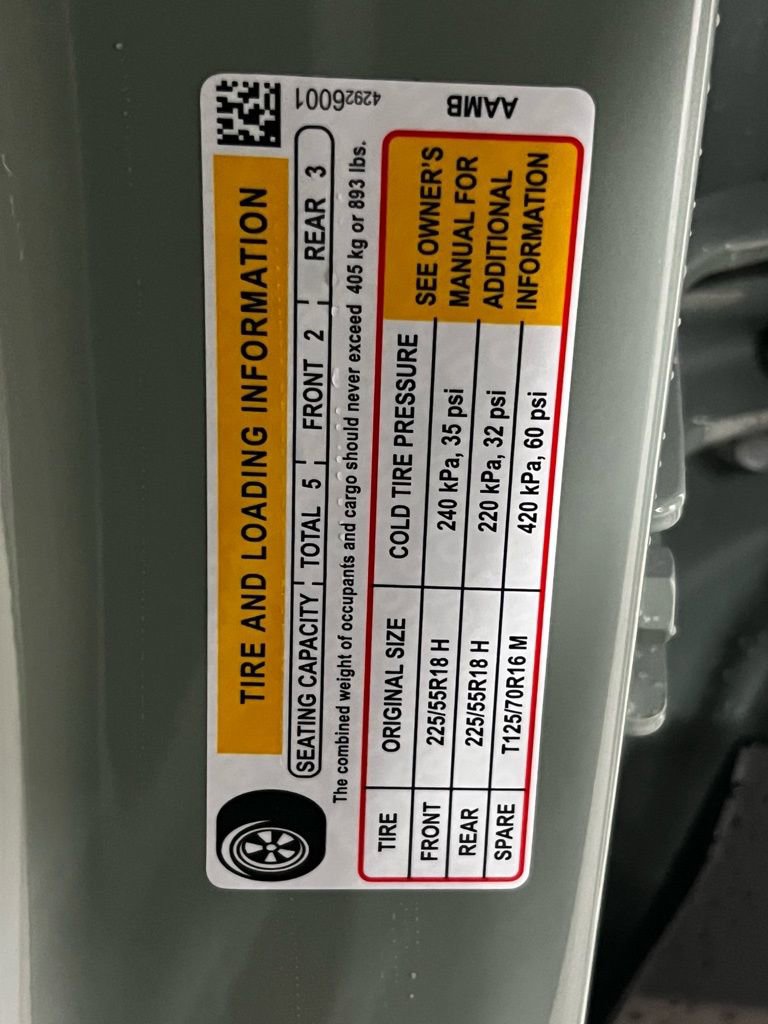 TIRE AND LOADING INFORMATION
SEATING CAPACITY TOTAL 5 FRONT 2 REAR 3
The combined weight of occupants and cargo should never exceed 405 kg or 893 lbs.
TIRE ORIGINAL SIZE COLD TIRE PRESSURE
FRONT 225/55R18 H 240 kPa, 35 psi
REAR 225/55R18 H 220 kPa, 32 psi
SPARE T125/70R16 M 420 kPa, 60 psi
SEE OWNER'S
MANUAL FOR
ADDITIONAL
INFORMATION
42926001
AAMB